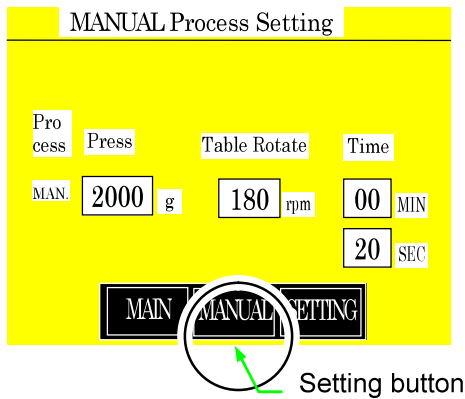 MANUAL Process Setting
Pro
cess
Press
Table Rotate
Time
MAN.
2000 g
180 rpm
00 MIN
20 SEC
MAIN MANUAL SETTING
Setting button